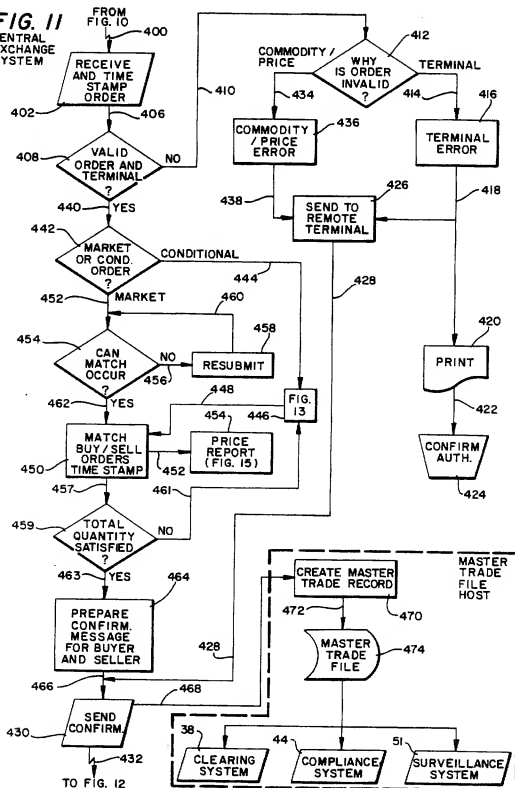 FIG. 11
CENTRAL
EXCHANGE
SYSTEM
FROM
FIG. 10
400
RECEIVE
AND TIME
STAMP
ORDER
402
406
410
408
VALID
ORDER AND
TERMINAL
?
NO
440
YES
412
COMMODITY/
PRICE
WHY
IS ORDER
INVALID
?
TERMINAL
434
414
COMMODITY
/ PRICE
ERROR
436
416
TERMINAL
ERROR
438
426
SEND TO
REMOTE
TERMINAL
418
428
442
MARKET
OR COND.
ORDER
?
CONDITIONAL
444
452
MARKET
460
454
CAN
MATCH
OCCUR
?
NO
456
RESUBMIT
458
420
PRINT
422
CONFIRM
AUTH.
424
462
YES
448
446
FIG.
13
MATCH
BUY/SELL
ORDERS
TIME STAMP
450
452
454
PRICE
REPORT
(FIG. 15)
457
461
459
TOTAL
QUANTITY
SATISFIED
?
NO
463
YES
464
PREPARE
CONFIRM.
MESSAGE
FOR BUYER
AND SELLER
428
466
468
SEND
CONFIRM.
430
432
TO FIG. 12
MASTER
TRADE
FILE
HOST
CREATE MASTER
TRADE RECORD
470
472
MASTER
TRADE
FILE
474
38
CLEARING
SYSTEM
44
COMPLIANCE
SYSTEM
51
SURVEILLANCE
SYSTEM